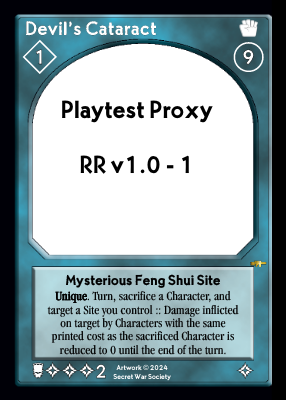 Devil's Cataract
1
9
Playtest Proxy
RR v1.0 - 1
Mysterious Feng Shui Site
Unique. Turn, sacrifice a Character, and
target a Site you control :: Damage inflicted
on target by Characters with the same
printed cost as the sacrificed Character is
reduced to 0 until the end of the turn.
2
Artwork © 2024
Secret War Society